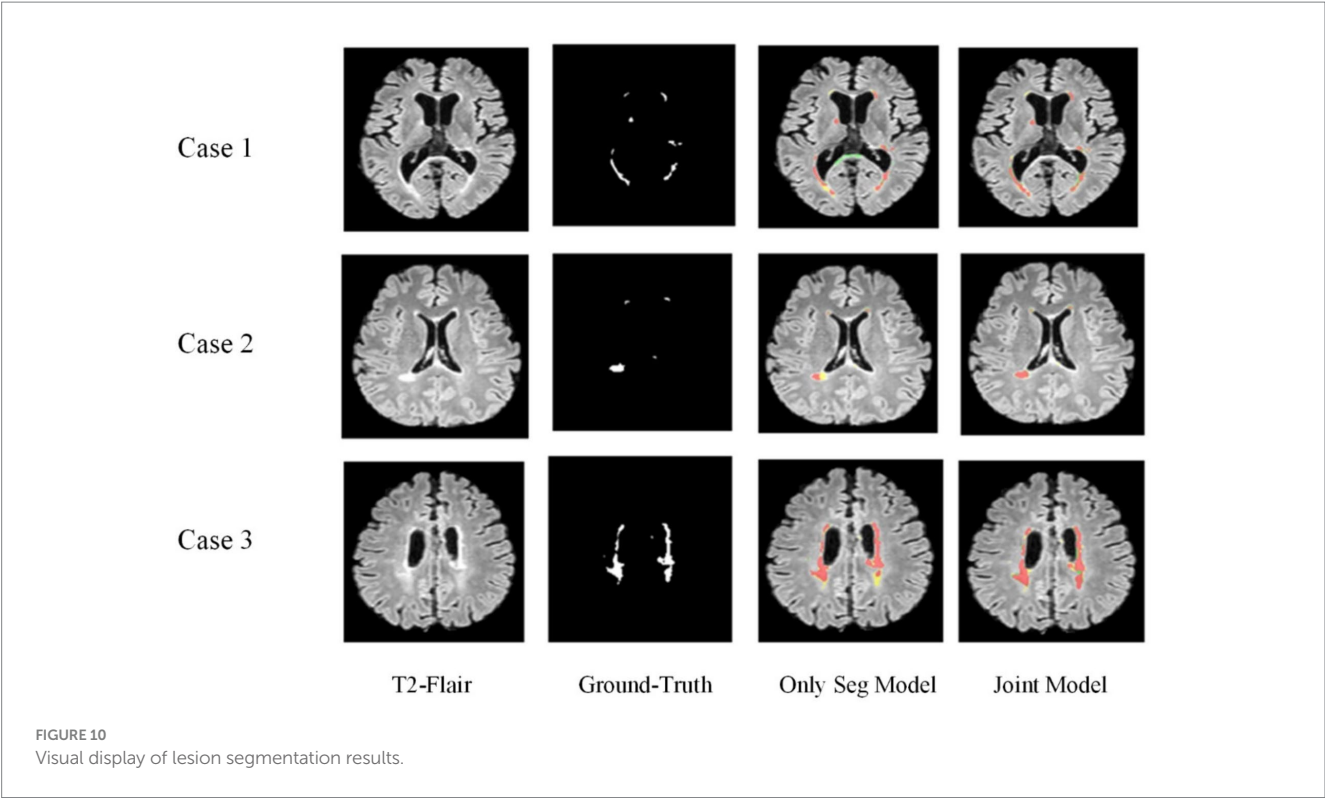 Case 1
Case 2
Case 3
T2-Flair
Ground-Truth
Only Seg Model
Joint Model
FIGURE 10
Visual display of lesion segmentation results.